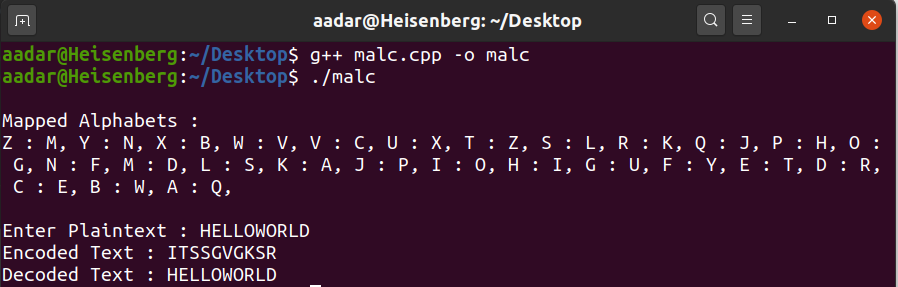 aadar@Heisenberg: ~/Desktop
aadar@Heisenberg:~/Desktop$ g++ malc.cpp -o malc
aadar@Heisenberg:~/Desktop$ ./malc
Mapped Alphabets :
Z : M, Y : N, X : B, W : V, V : C, U : X, T : Z, S : L, R : K, Q : J, P : H, O :
 G, N : F, M : D, L : S, K : A, J : P, I : O, H : I, G : U, F : Y, E : T, D : R,
 C : E, B : W, A : Q,
Enter Plaintext : HELLOWORLD
Encoded Text : ITSSGVGKSR
Decoded Text : HELLOWORLD